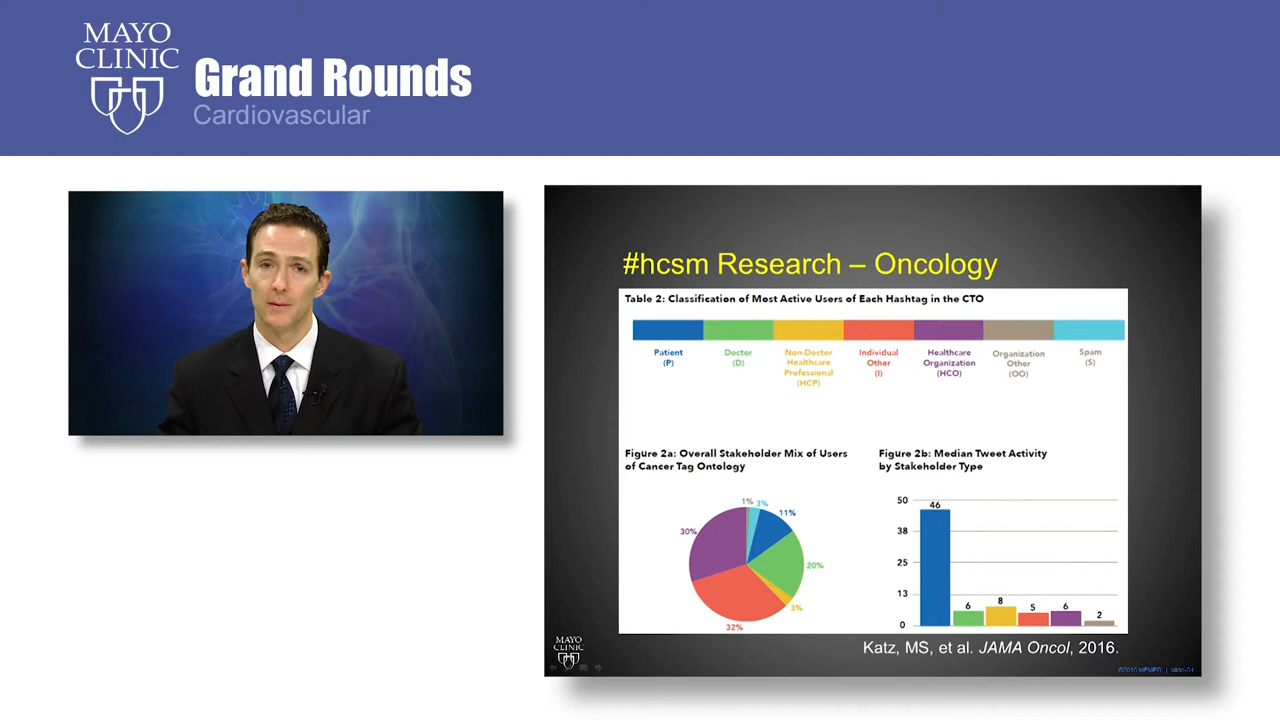 MAYO
CLINIC
Grand Rounds
Cardiovascular
#hcsm Research – Oncology
Table 2: Classification of Most Active Users of Each Hashtag in the CTO
Patient
(P)
Doctor
(D)
Non-Doctor
Healthcare
Professional
(HCP)
Individual
Other
(I)
Healthcare
Organization
(HCO)
Organization
Other
(OO)
Spam
(S)
Figure 2a: Overall Stakeholder Mix of Users
of Cancer Tag Ontology
1%
3%
11%
20%
3%
32%
30%
Figure 2b: Median Tweet Activity
by Stakeholder Type
50
38
25
13
0
46
6
8
5
6
2
MAYO
CLINIC
Katz, MS, et al. JAMA Oncol, 2016.
©2015 MFMER | slide-51